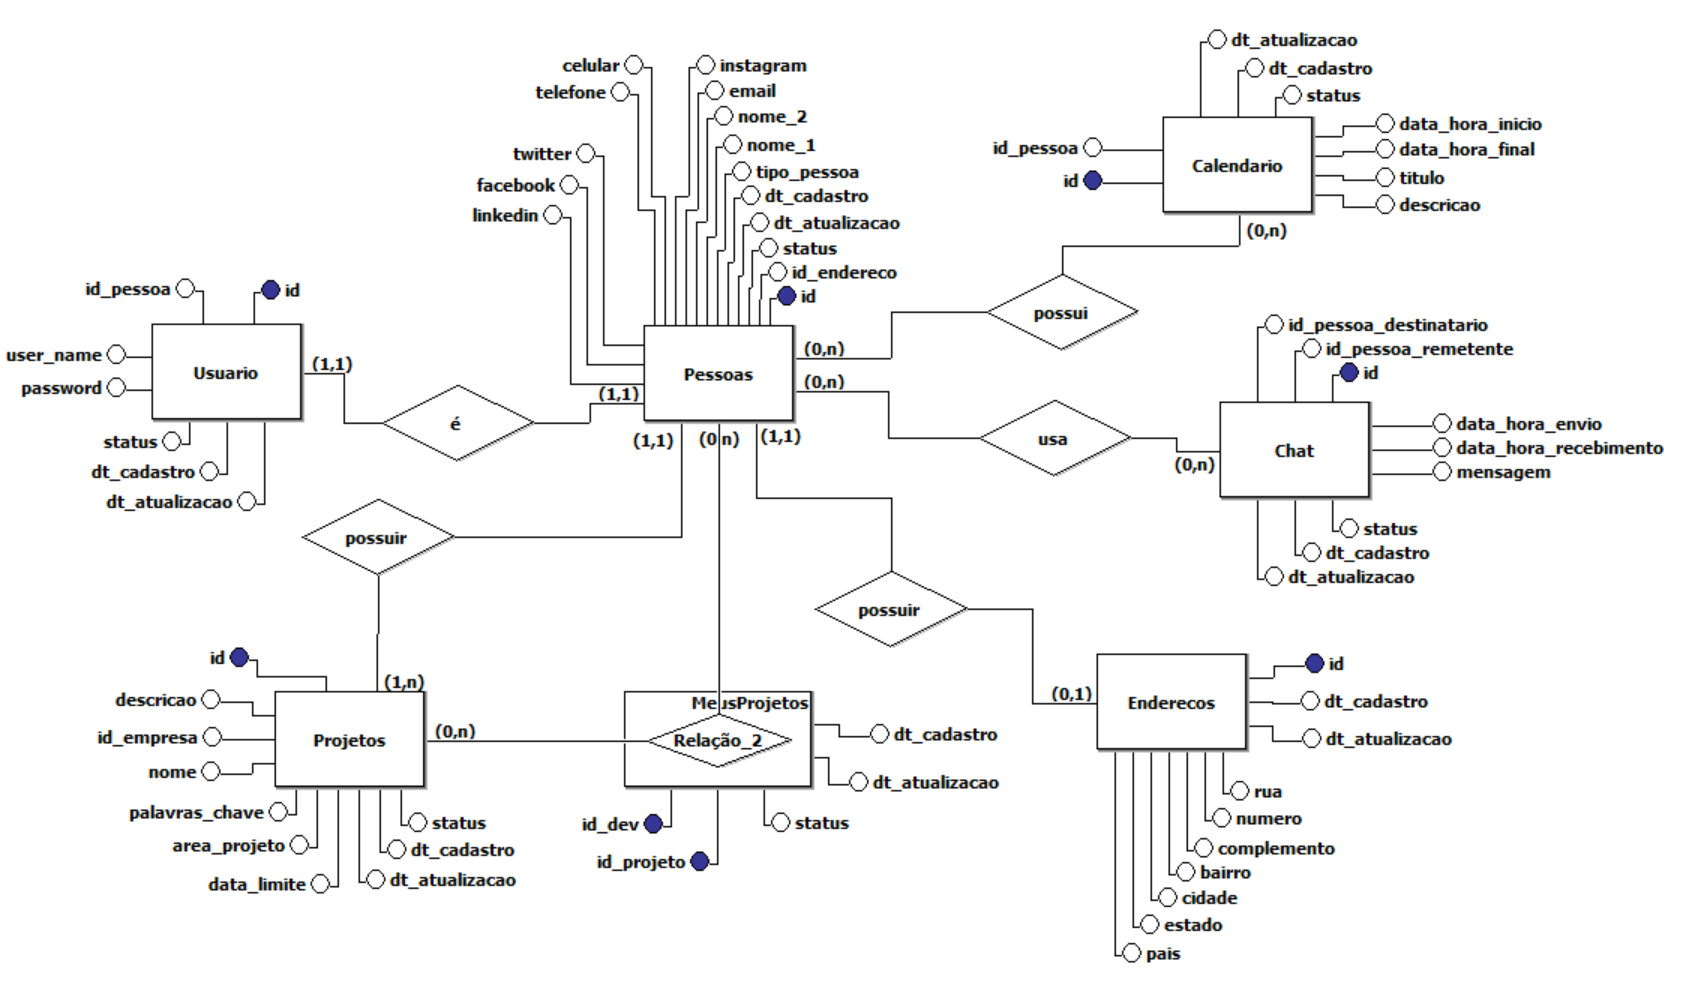 dt_atualizacao
dt_cadastro
status
data_hora_inicio
data_hora_final
titulo
descricao
id_pessoa
id
Calendario
(0,n)
celular
telefone
twitter
facebook
linkedin
instagram
email
nome_2
nome_1
tipo_pessoa
dt_cadastro
dt_atualizacao
status
id_endereco
id
Pessoas
(0,n)
(0,n)
(1,1)
(1,1)
(0,n)
(1,1)
possui
id_pessoa
id
user_name
password
Usuario
(1,1)
status
dt_cadastro
dt_atualizacao
é
usa
id_pessoa_destinatario
id_pessoa_remetente
id
Chat
(0,n)
data_hora_envio
data_hora_recebimento
mensagem
status
dt_cadastro
dt_atualizacao
possuir
possuir
id
descricao
id_empresa
nome
palavras_chave
area_projeto
data_limite
Projetos
(1,n)
(0,n)
status
dt_cadastro
dt_atualizacao
MeusProjetos
Relação_2
dt_cadastro
dt_atualizacao
id_dev
id_projeto
status
(0,1)
Enderecos
id
dt_cadastro
dt_atualizacao
rua
numero
complemento
bairro
cidade
estado
pais